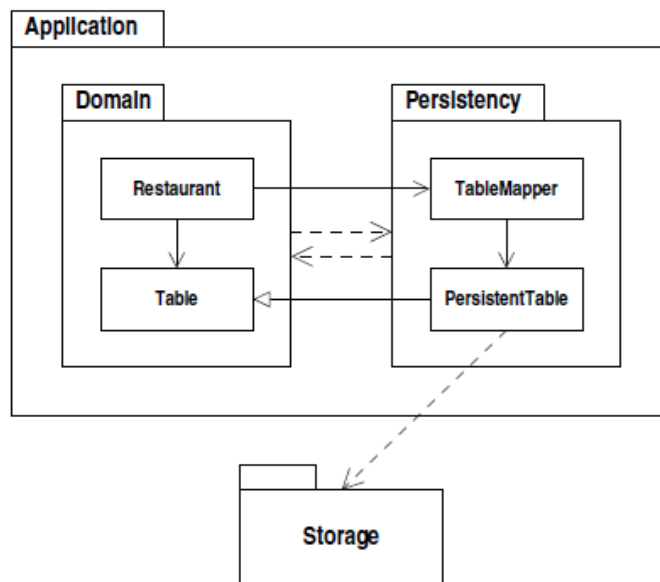 Application
Domain
Persistency
Restaurant
TableMapper
Table
PersistentTable
Storage